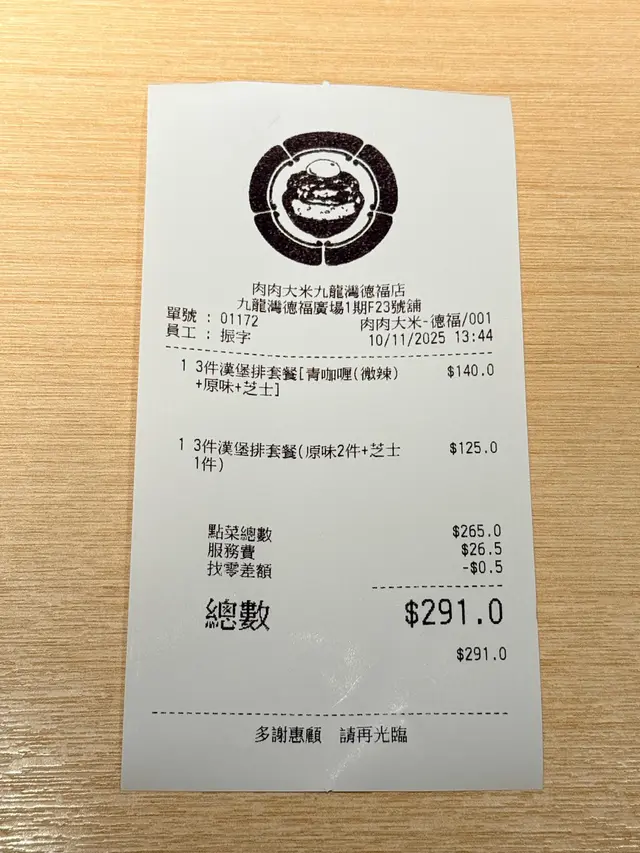 肉肉大米九龍灣德福店
九龍灣德福廣場1期F23號舖
單號 : 01172 肉肉大米-德福/001
員工 : 振宇 10/11/2025 13:44
1 3件漢堡排套餐[青咖喱(微辣) $140.0
+原味+芝士]
1 3件漢堡排套餐(原味2件+芝士 $125.0
1件)
點菜總數 $265.0
服務費 $26.5
找零差額 -$0.5
總數 $291.0
$291.0
多謝惠顧 請再光臨